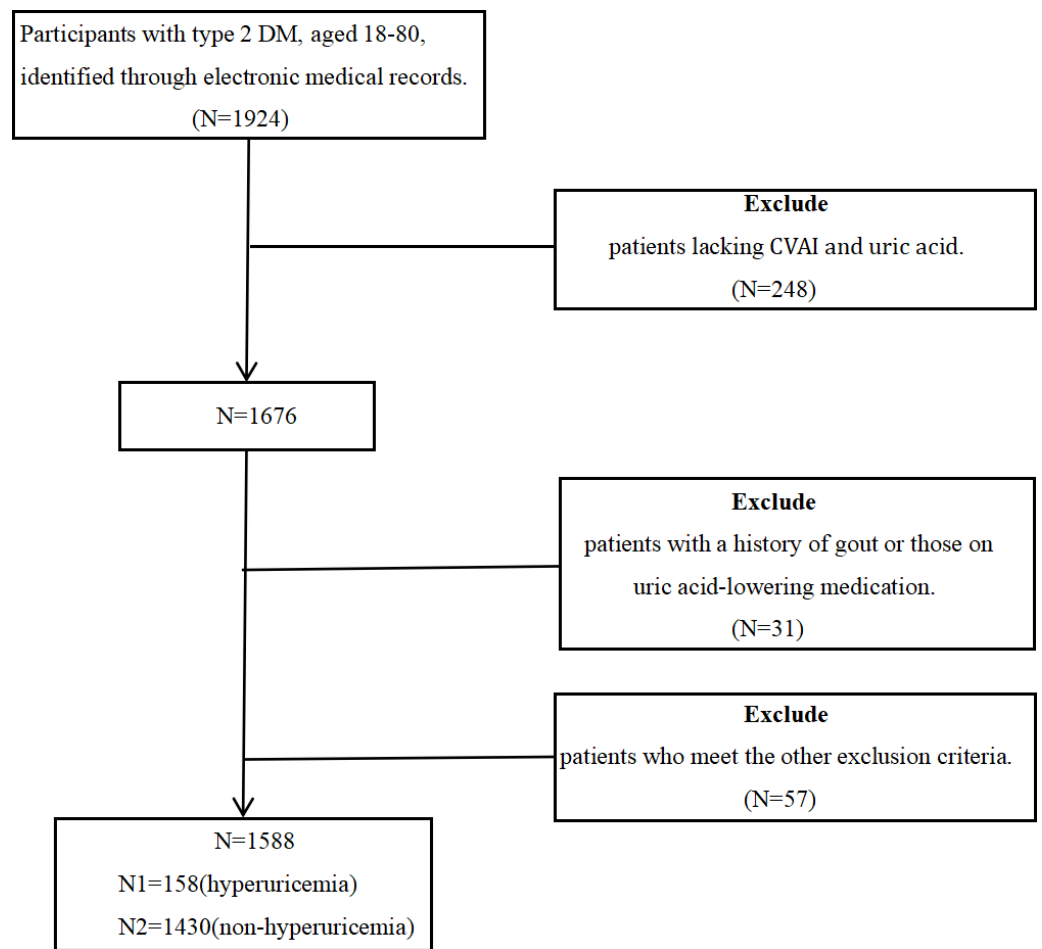 Participants with type 2 DM, aged 18-80,
identified through electronic medical records.
(N=1924)
Exclude
patients lacking CVAI and uric acid.
(N=248)
N=1676
Exclude
patients with a history of gout or those on
uric acid-lowering medication.
(N=31)
Exclude
patients who meet the other exclusion criteria.
(N=57)
N=1588
N1=158(hyperuricemia)
N2=1430(non-hyperuricemia)